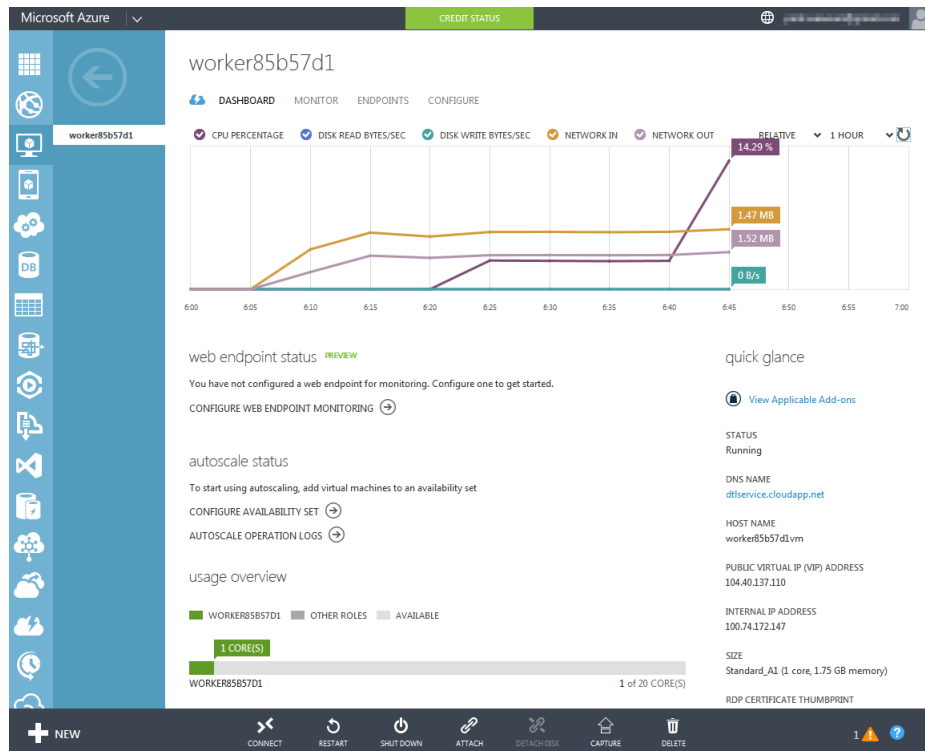 Microsoft Azure
CREDIT STATUS
worker85b57d1
DASHBOARD MONITOR ENDPOINTS CONFIGURE
worker85b57d1
CPU PERCENTAGE DISK READ BYTES/SEC DISK WRITE BYTES/SEC NETWORK IN NETWORK OUT RELATIVE 1 HOUR
14.29 %
1.47 MB
1.52 MB
0 B/s
6:00 6:05 6:10 6:15 6:20 6:25 6:30 6:35 6:40 6:45 6:50 6:55 7:00
web endpoint status PREVIEW
You have not configured a web endpoint for monitoring. Configure one to get started.
CONFIGURE WEB ENDPOINT MONITORING
autoscale status
To start using autoscaling, add virtual machines to an availability set
CONFIGURE AVAILABILITY SET
AUTOSCALE OPERATION LOGS
usage overview
WORKER85B57D1 OTHER ROLES AVAILABLE
1 CORE(S)
WORKER85B57D1 1 of 20 CORE(S)
quick glance
View Applicable Add-ons
STATUS
Running
DNS NAME
dtlservice.cloudapp.net
HOST NAME
worker85b57d1vm
PUBLIC VIRTUAL IP (VIP) ADDRESS
104.40.137.110
INTERNAL IP ADDRESS
100.74.172.147
SIZE
Standard_A1 (1 core, 1.75 GB memory)
RDP CERTIFICATE THUMBPRINT
DB
NEW
CONNECT RESTART SHUT DOWN ATTACH DETACH DISK CAPTURE DELETE
1 ?